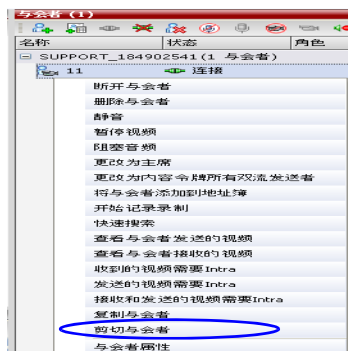 与会者 (1)
名称 状态 角色
SUPPORT_184902541(1 与会者)
11 连接
断开与会者
删除与会者
静音
暂停视频
阻塞音频
更改为主席
更改为内容令牌所有双流发送者
将与会者添加到地址簿
开始记录录制
快速搜索
查看与会者发送的视频
查看与会者接收的视频
收到的视频需要Intra
发送的视频需要Intra
接收和发送的视频需要Intra
复制与会者
剪切与会者
与会者属性